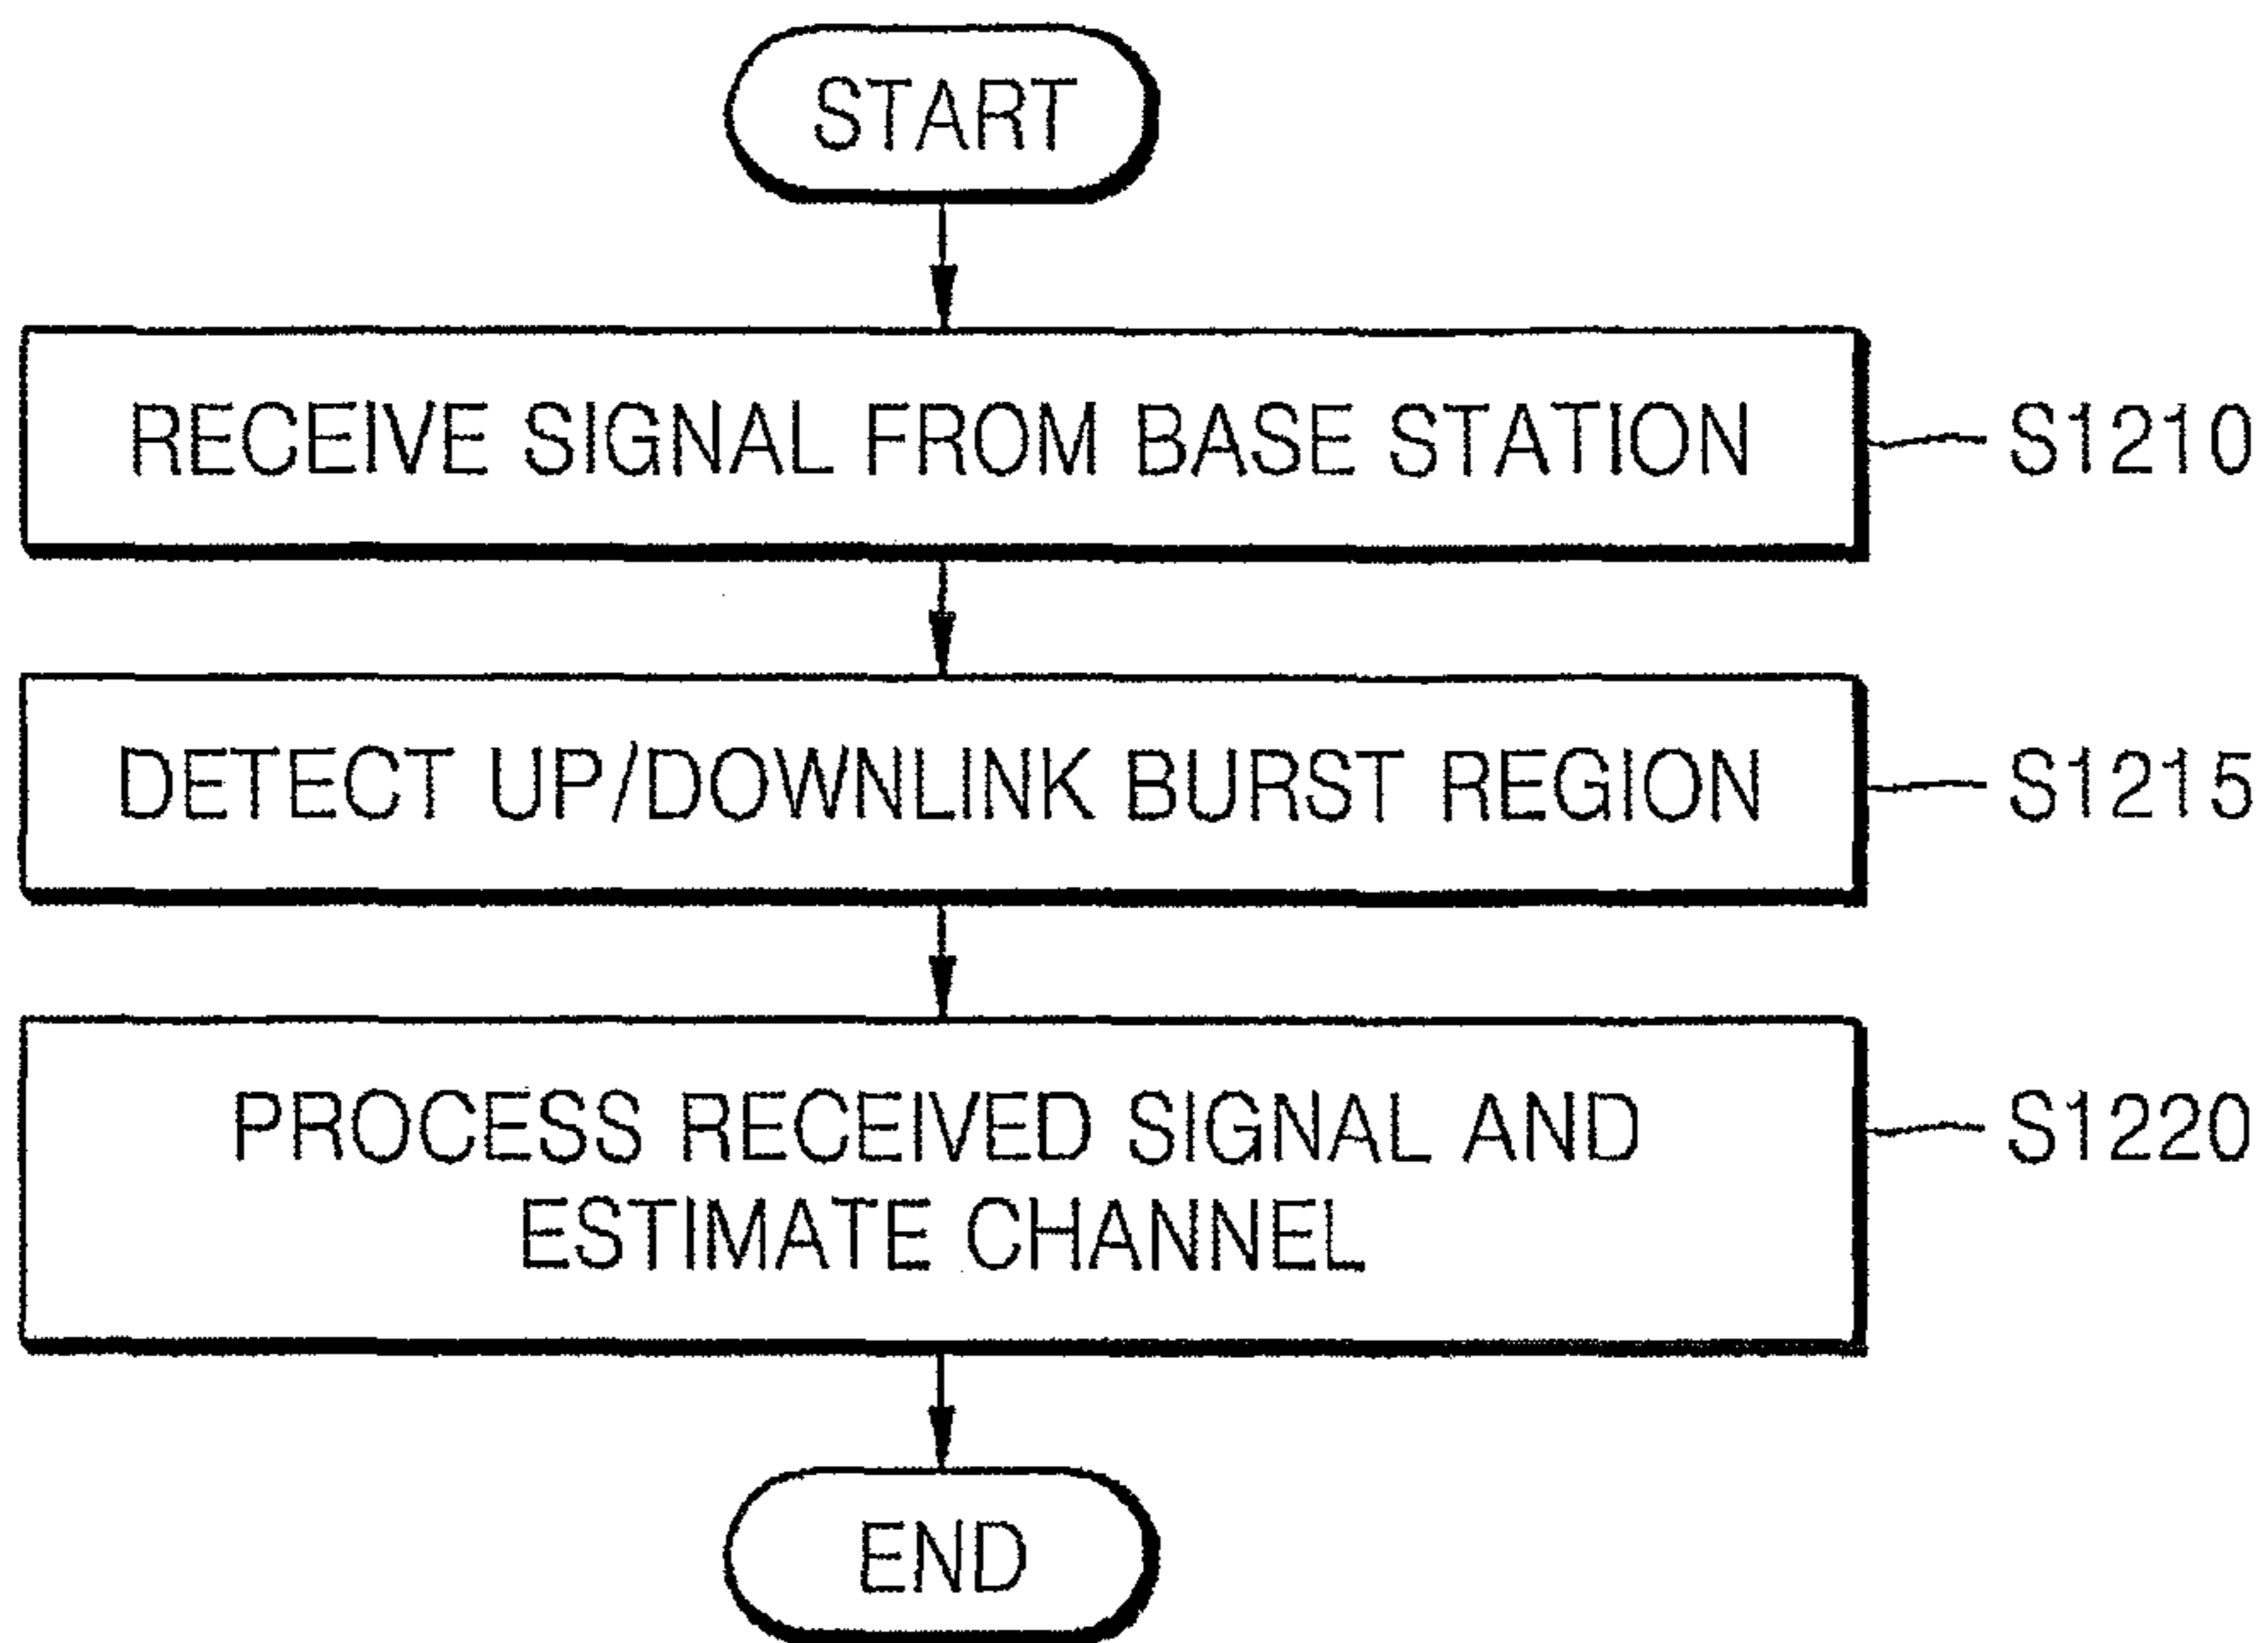 START
RECEIVE SIGNAL FROM BASE STATION
S1210
DETECT UP/DOWNLINK BURST REGION
S1215
PROCESS RECEIVED SIGNAL AND
ESTIMATE CHANNEL
S1220
END